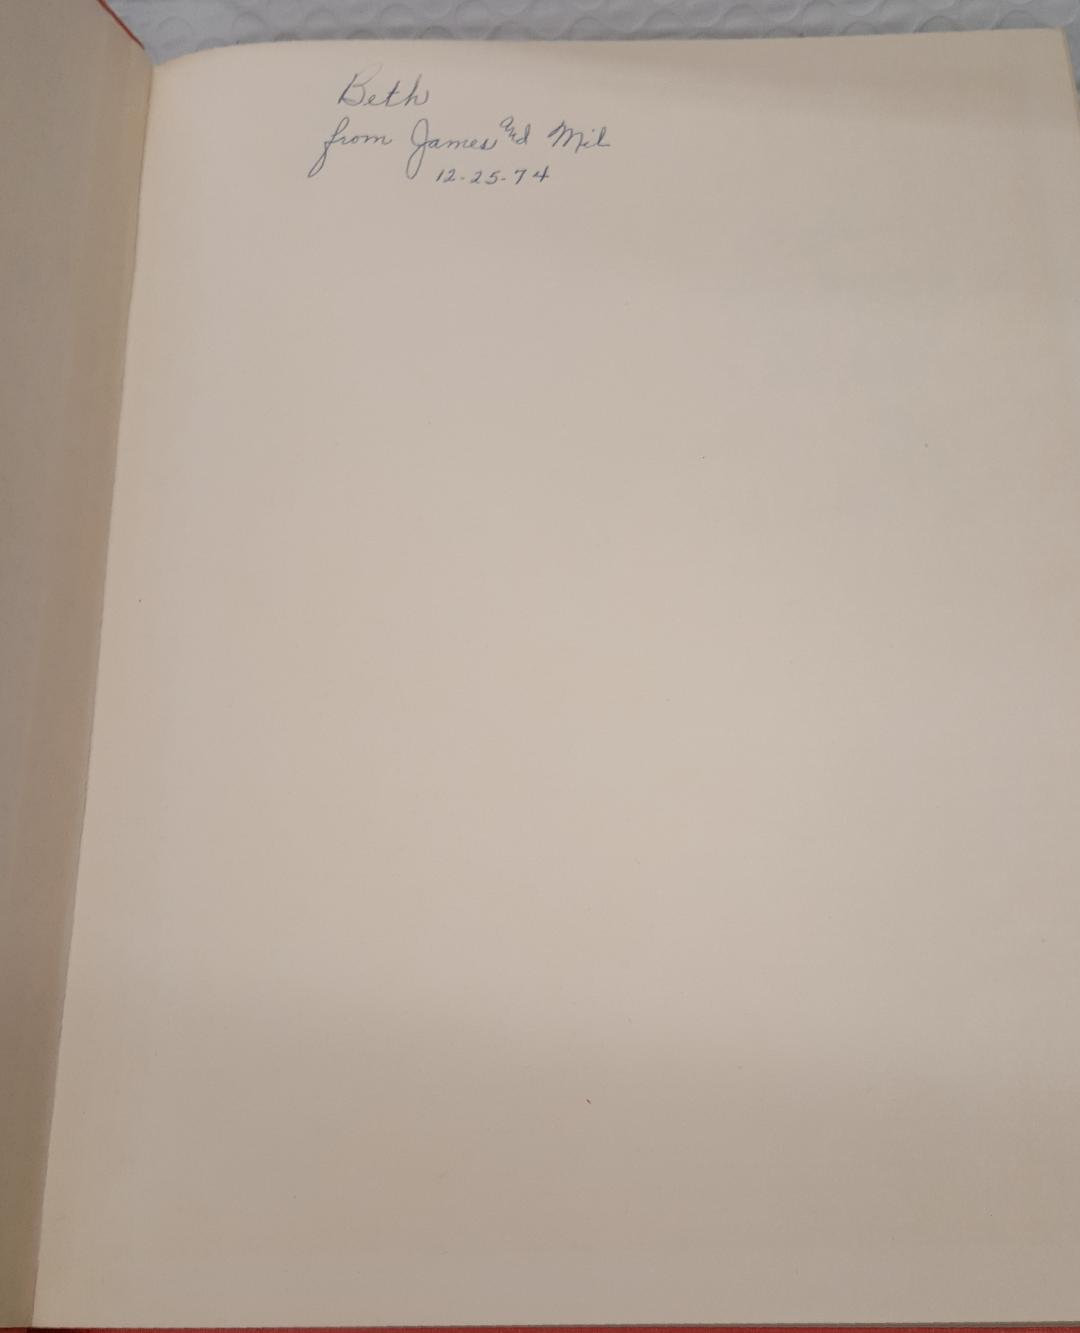 Beth
from James and Mil
12-25-74